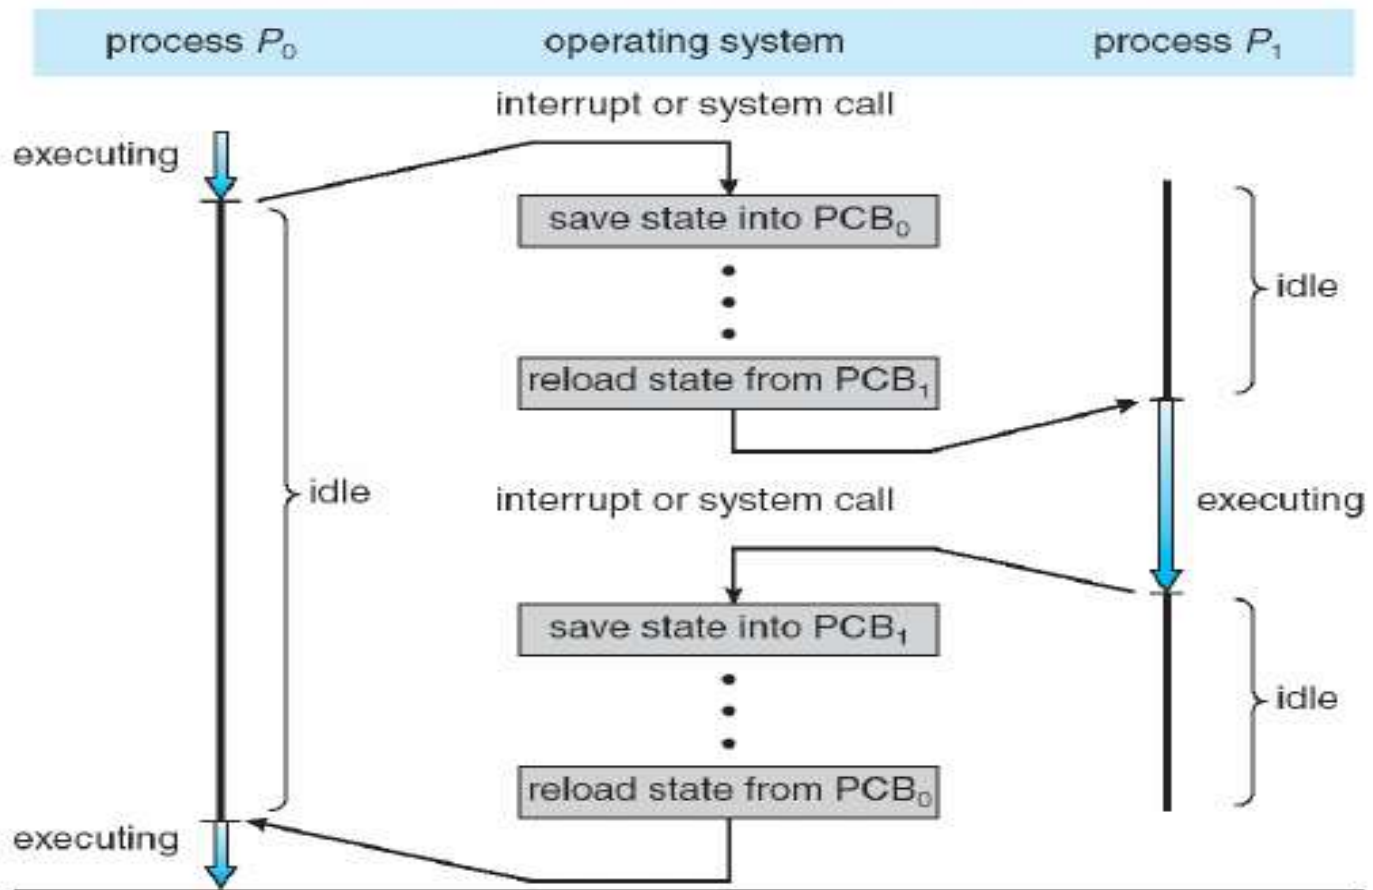 process P₀ operating system process P₁
interrupt or system call
executing
save state into PCB₀
idle
reload state from PCB₁
idle
interrupt or system call
executing
save state into PCB₁
idle
reload state from PCB₀
executing